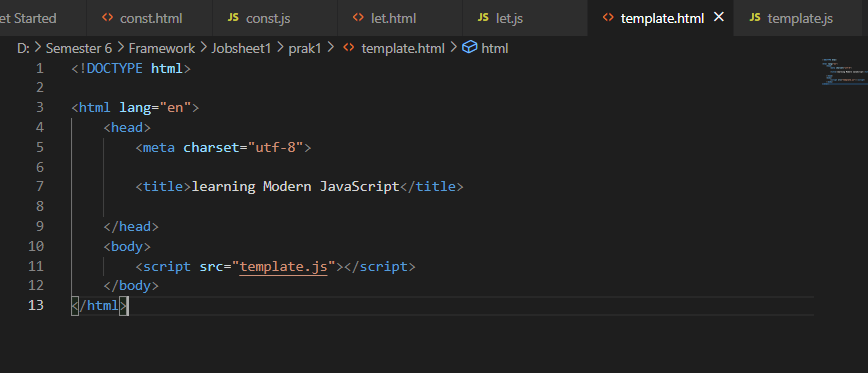 et Started const.html JS const.js let.html JS let.js template.html JS template.js
D: > Semester 6 > Framework > Jobsheet1 > prak1 > template.html > html
1 <!DOCTYPE html>
2
3 <html lang="en">
4 <head>
5 <meta charset="utf-8">
6
7 <title>learning Modern JavaScript</title>
8
9 </head>
10 <body>
11 <script src="template.js"></script>
12 </body>
13 </html>